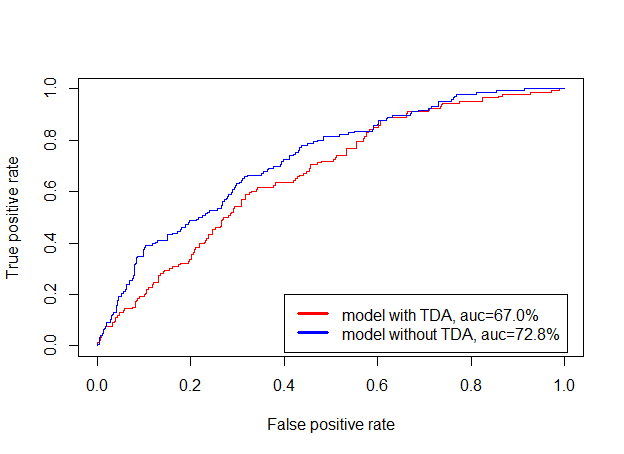 True positive rate
1.0
0.8
0.6
0.4
0.2
0.0
model with TDA, auc=67.0%
model without TDA, auc=72.8%
0.0 0.2 0.4 0.6 0.8 1.0
False positive rate